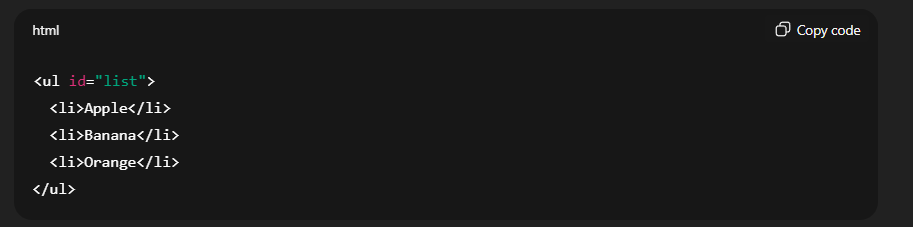 html
Copy code
<ul id="list">
  <li>Apple</li>
  <li>Banana</li>
  <li>Orange</li>
</ul>